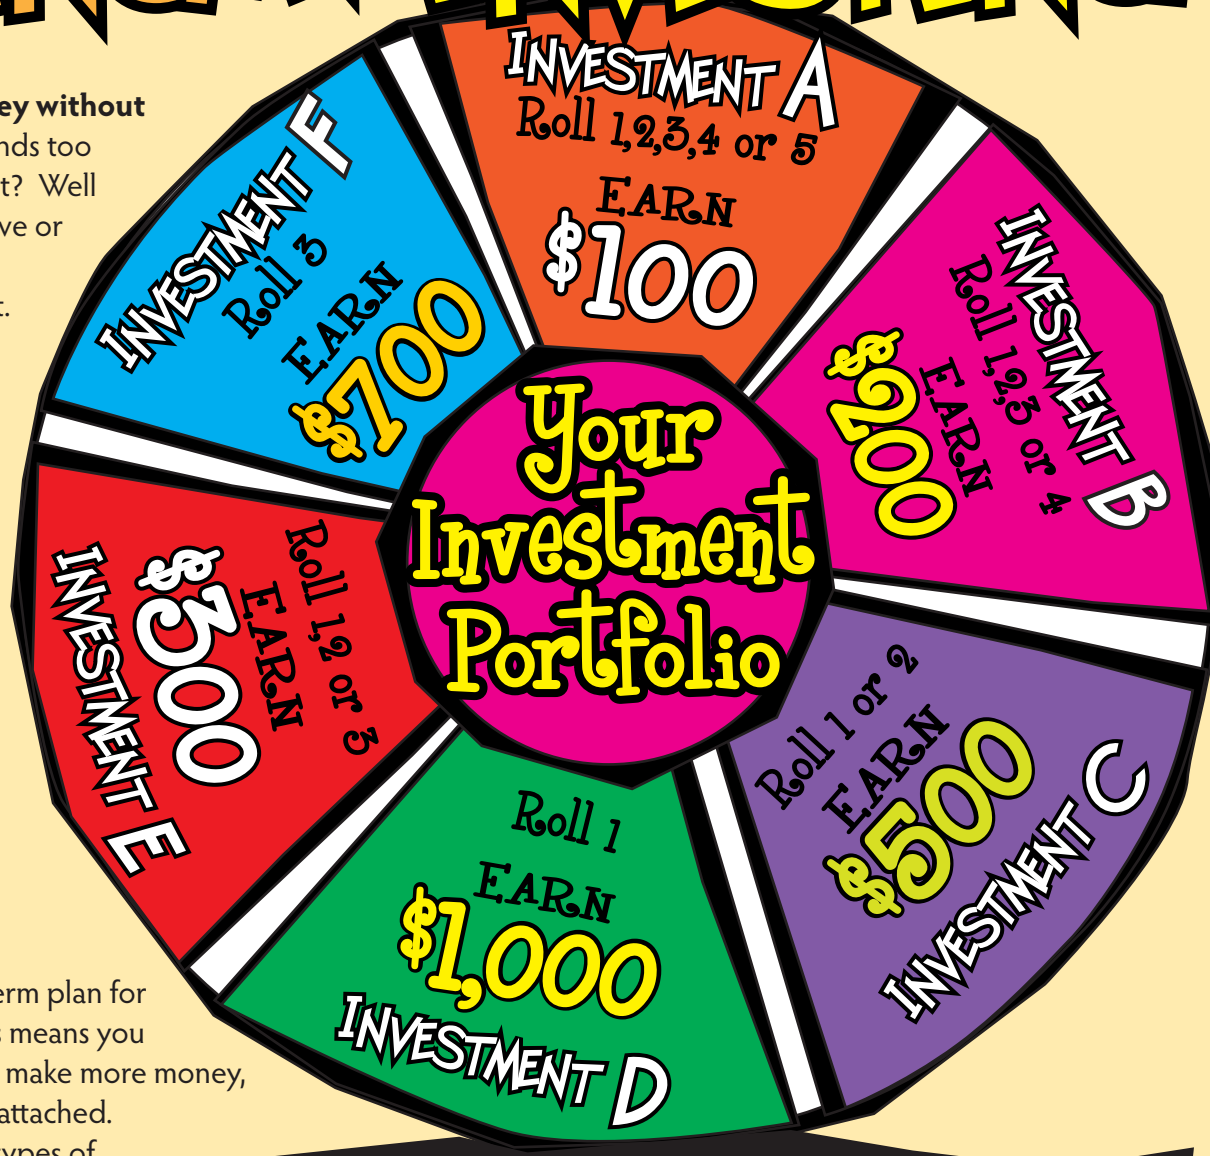 INVESTING
ey without
nds too
t? Well
ve or
t.
INVESTMENT A
Roll 1,2,3,4 or 5
EARN
$100
INVESTMENT B
Roll 1,2,3 or 4
EARN
$200
Roll 1 or 2
EARN
$500
INVESTMENT C
Roll 1
EARN
$1,000
INVESTMENT D
Roll 1,2 or 3
EARN
$300
INVESTMENT E
INVESTMENT F
Roll 3
EARN
$700
Your
Investment
Portfolio
erm plan for
s means you
make more money,
attached.
types of